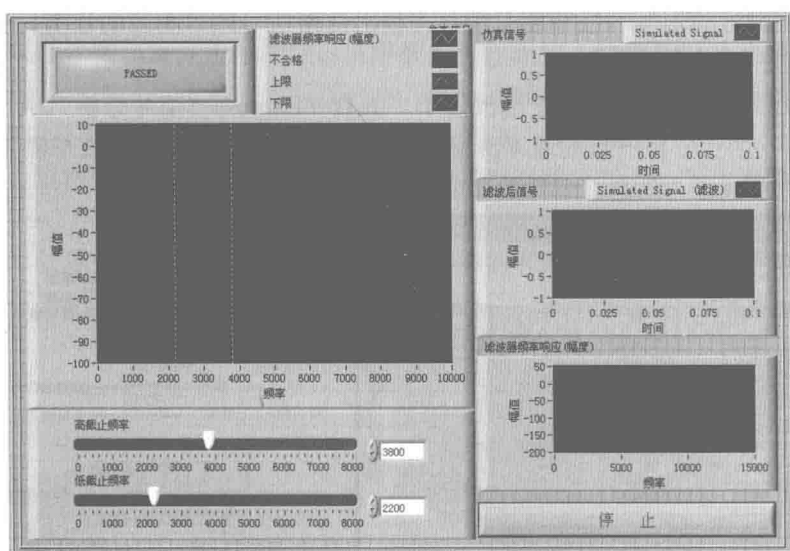 PASSED
滤波器频率响应(幅度)
不合格
上限
下限
10
0
-10
-20
-30
-40
-50
-60
-70
-80
-90
-100
幅值
0 1000 2000 3000 4000 5000 6000 7000 8000 9000 10000
频率
高截止频率
0 1000 2000 3000 4000 5000 6000 7000 8000
3800
低截止频率
0 1000 2000 3000 4000 5000 6000 7000 8000
2200
仿真信号
Simulated Signal
1
0.5
0
-0.5
-1
幅值
0 0.025 0.05 0.075 0.1
时间
滤波后信号
Simulated Signal (滤波)
1
0.5
0
-0.5
-1
幅值
0 0.025 0.05 0.075 0.1
时间
滤波器频率响应(幅度)
50
0
-50
-100
-150
-200
幅值
0 5000 10000 15000
频率
停 止